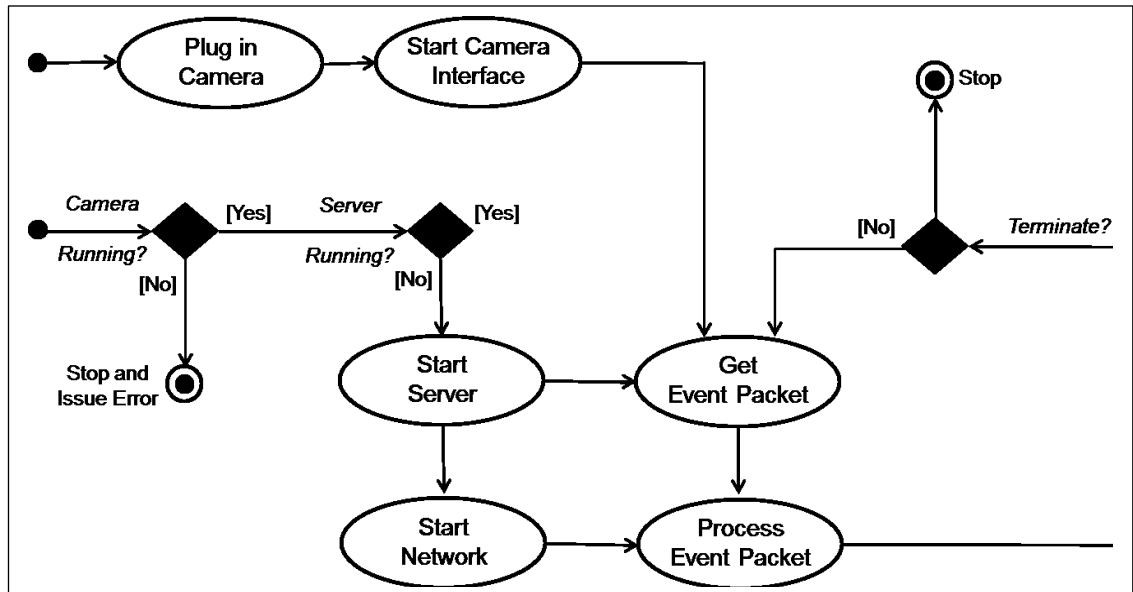 Plug in
Camera
Start Camera
Interface
Stop
Camera
Running?
[Yes]
[No]
Server
Running?
[Yes]
[No]
[No]
Terminate?
Stop and
Issue Error
Start
Server
Get
Event Packet
Start
Network
Process
Event Packet